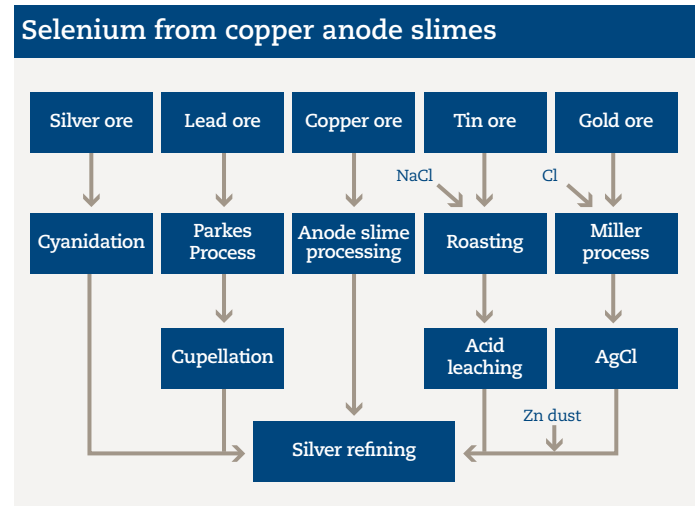 Selenium from copper anode slimes
Silver ore
Lead ore
Copper ore
Tin ore
Gold ore
NaCl
Cl
Cyanidation
Parkes
Process
Anode slime
processing
Roasting
Miller
process
Cupellation
Acid
leaching
AgCl
Zn dust
Silver refining